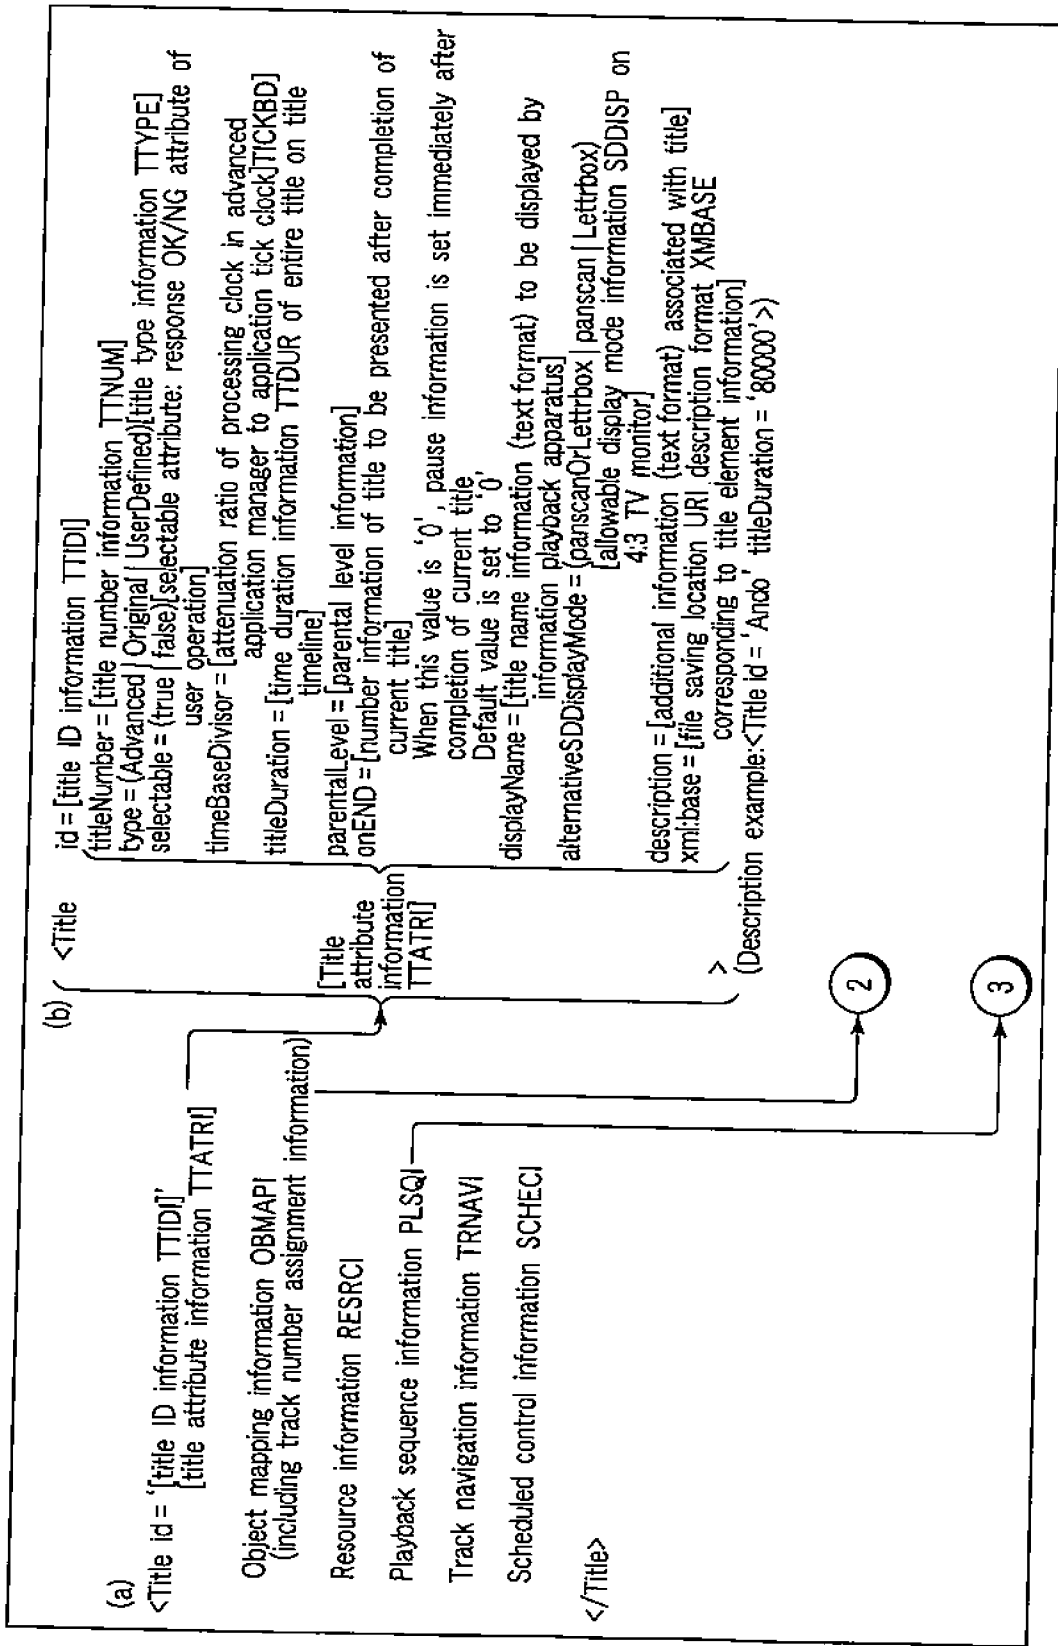 (a)
<Title id = '[title ID information TTIDI]'
[title attribute information TTATRI]
Object mapping information OBMAPI
(including track number assignment information)
Resource information RESRCI
Playback sequence information PLSQI
Track navigation information TRNAVI
Scheduled control information SCHECI
</Title>
(b)
<Title
[Title
attribute
information
TTATRI]
>
id = [title ID information TTIDI]
titleNumber = [title number information TTNUM]
type = (Advanced | Original | UserDefined)[title type information TTYPE]
selectable = (true | false)[selectable attribute: response OK/NG attribute of
user operation]
timeBaseDivisor = [attenuation ratio of processing clock in advanced
application manager to application tick clock]TICKBD]
titleDuration = [time duration information TTDUR of entire title on title
timeline]
parentalLevel = [parental level information]
onEND = [number information of title to be presented after completion of
current title]
When this value is '0', pause information is set immediately after
completion of current title
Default value is set to '0'
displayName = [title name information (text format) to be displayed by
information playback apparatus]
alternativeSDDisplayMode = (panscanOrLettrbox | panscan | Lettrbox)
[allowable display mode information SDDISP on
4:3 TV monitor]
description = [additional information (text format) associated with title]
xml:base = [file saving location URI description format XMBASE
corresponding to title element information]
(Description example:<Title id = 'Ando' titleDuration = '80000'>)
2
3